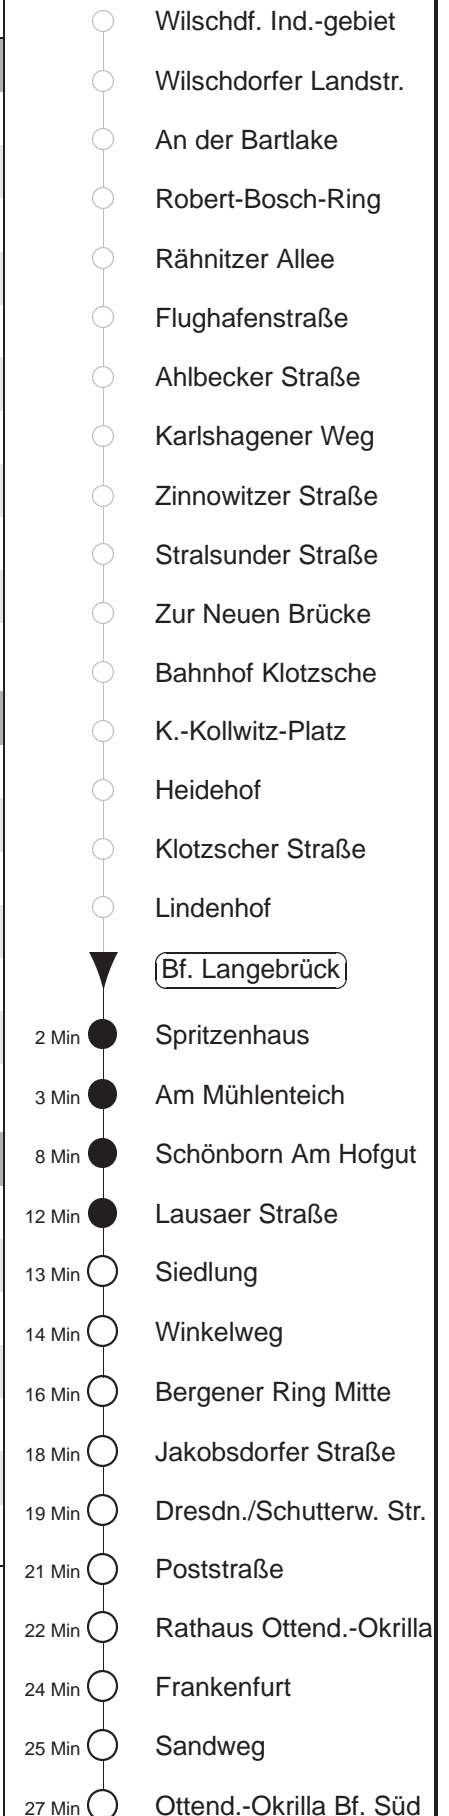 Wilschdf. Ind.-gebiet
Wilschdorfer Landstr.
An der Bartlake
Robert-Bosch-Ring
Rähnitzer Allee
Flughafenstraße
Ahlbecker Straße
Karlshagener Weg
Zinnowitzer Straße
Stralsunder Straße
Zur Neuen Brücke
Bahnhof Klotzsche
K.-Kollwitz-Platz
Heidehof
Klotzscher Straße
Lindenhof
Bf. Langebrück
2 Min Spritzenhaus
3 Min Am Mühlenteich
8 Min Schönborn Am Hofgut
12 Min Lausaer Straße
13 Min Siedlung
14 Min Winkelweg
16 Min Bergener Ring Mitte
18 Min Jakobsdorfer Straße
19 Min Dresdn./Schutterw. Str.
21 Min Poststraße
22 Min Rathaus Ottend.-Okrilla
24 Min Frankenfurt
25 Min Sandweg
27 Min Ottend.-Okrilla Bf. Süd